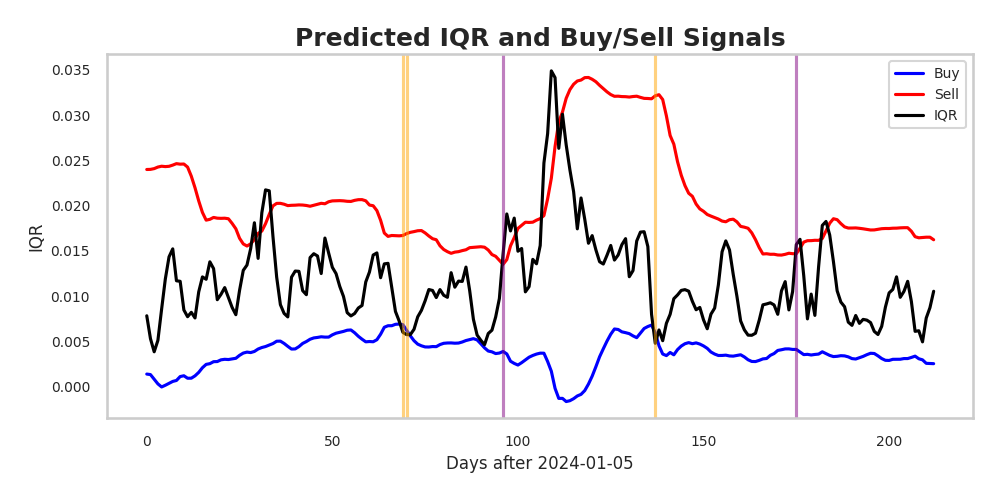 Predicted IQR and Buy/Sell Signals
0.035
0.030
0.025
0.020
0.015
0.010
0.005
0.000
IQR
Buy
Sell
IQR
0
50
100
150
200
Days after 2024-01-05